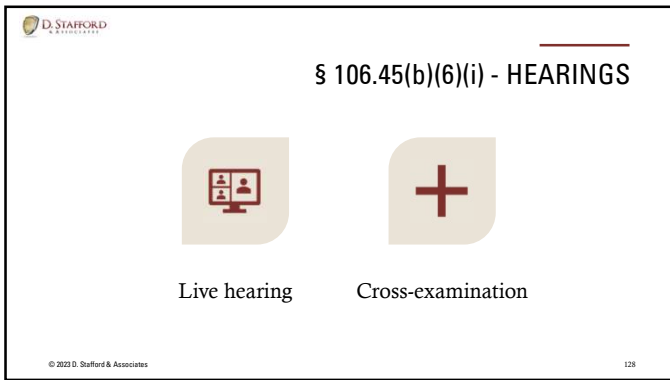 D. STAFFORD
& ASSOCIATES
§ 106.45(b)(6)(i) - HEARINGS
Live hearing
Cross-examination
© 2023 D. Stafford & Associates
128